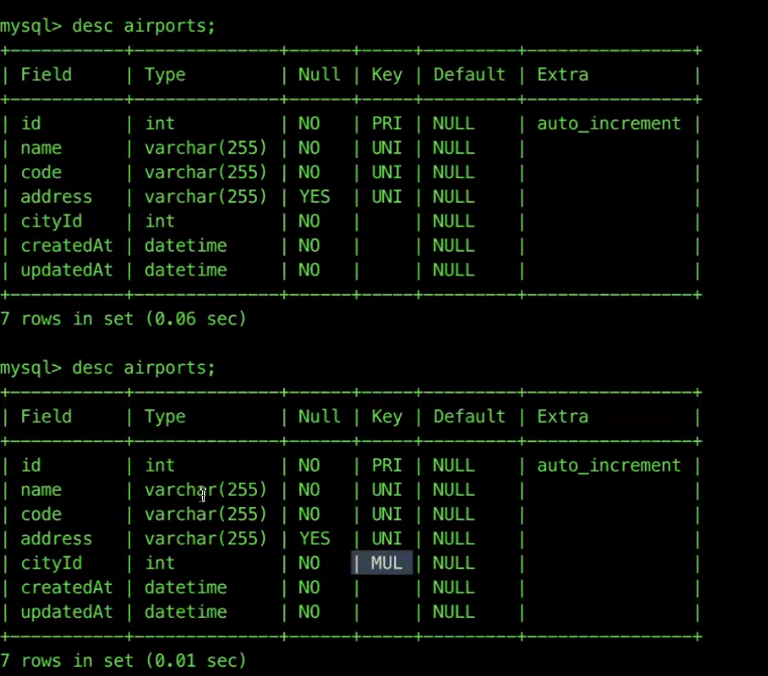 mysql> desc airports;
+-----------+--------------+------+-----+---------+----------------+
| Field     | Type         | Null | Key | Default | Extra          |
+-----------+--------------+------+-----+---------+----------------+
| id        | int          | NO   | PRI | NULL    | auto_increment |
| name      | varchar(255) | NO   | UNI | NULL    |                |
| code      | varchar(255) | NO   | UNI | NULL    |                |
| address   | varchar(255) | YES  | UNI | NULL    |                |
| cityId    | int          | NO   |     | NULL    |                |
| createdAt | datetime     | NO   |     | NULL    |                |
| updatedAt | datetime     | NO   |     | NULL    |                |
+-----------+--------------+------+-----+---------+----------------+
7 rows in set (0.06 sec)
mysql> desc airports;
+-----------+--------------+------+-----+---------+----------------+
| Field     | Type         | Null | Key | Default | Extra          |
+-----------+--------------+------+-----+---------+----------------+
| id        | int          | NO   | PRI | NULL    | auto_increment |
| name      | varchar(255) | NO   | UNI | NULL    |                |
| code      | varchar(255) | NO   | UNI | NULL    |                |
| address   | varchar(255) | YES  | UNI | NULL    |                |
| cityId    | int          | NO   | MUL | NULL    |                |
| createdAt | datetime     | NO   |     | NULL    |                |
| updatedAt | datetime     | NO   |     | NULL    |                |
+-----------+--------------+------+-----+---------+----------------+
7 rows in set (0.01 sec)